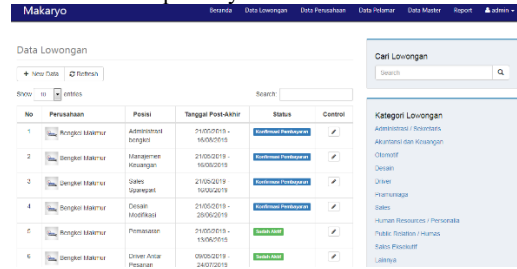 Makaryo Beranda Data Lowongan Data Perusahaan Data Pelamar Data Master Report admin
Data Lowongan
+ New Data Refresh
Show 10 entries Search:
No Perusahaan Posisi Tanggal Post-Akhir Status Control
1 Bengkel Makmur Administrasi bengkel 21/05/2019 - 16/06/2019 Konfirmasi Pembayaran
2 Bengkel Makmur Manajemen Keuangan 21/05/2019 - 16/06/2019 Konfirmasi Pembayaran
3 Bengkel Makmur Sales Sparepart 21/05/2019 - 16/06/2019 Konfirmasi Pembayaran
4 Bengkel Makmur Desain Modifikasi 21/05/2019 - 28/06/2019 Konfirmasi Pembayaran
5 Bengkel Makmur Pemasaran 21/05/2019 - 13/06/2019 Sudah Aktif
6 Bengkel Makmur Driver Antar Pesanan 09/05/2019 - 24/07/2019 Sudah Aktif
Cari Lowongan
Search
Kategori Lowongan
Administrasi / Sekretaris
Akuntansi dan Keuangan
Otomotif
Desain
Driver
Pramuniaga
Sales
Human Resources / Personalia
Public Relation / Humas
Sales Eksekutif
Lainnya